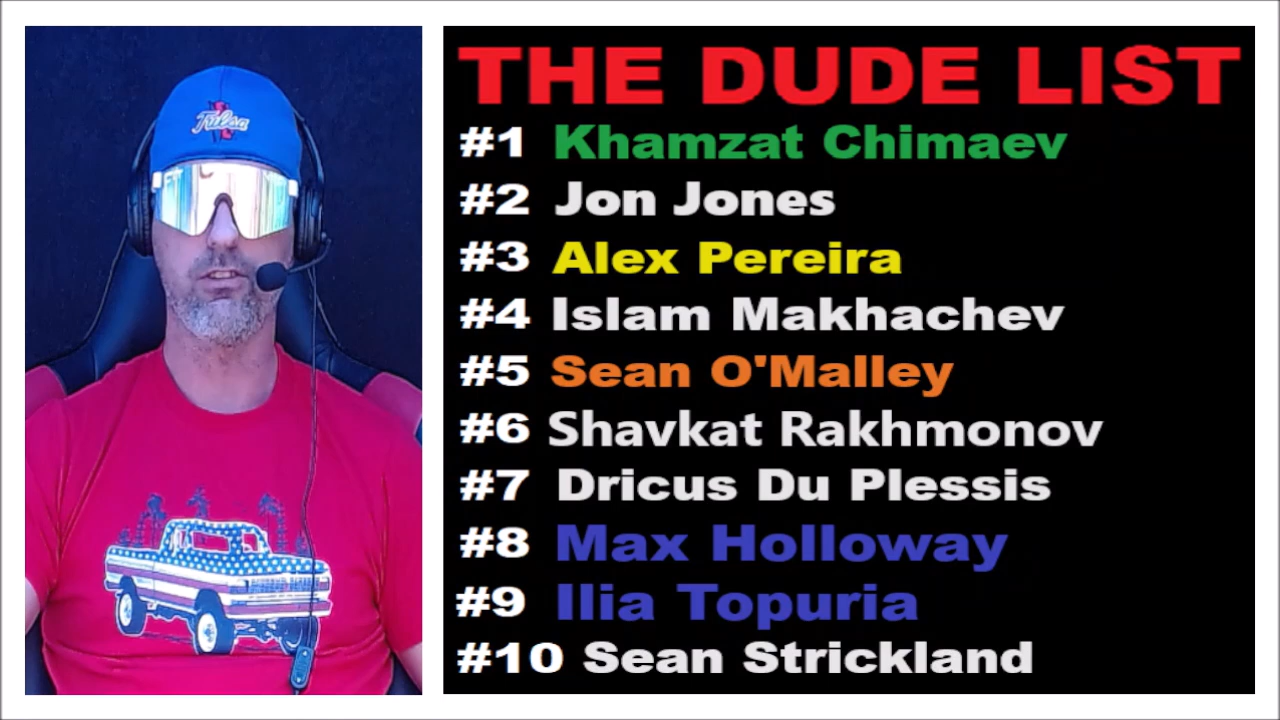 Tulsa
THE DUDE LIST
#1 Khamzat Chimaev
#2 Jon Jones
#3 Alex Pereira
#4 Islam Makhachev
#5 Sean O'Malley
#6 Shavkat Rakhmonov
#7 Dricus Du Plessis
#8 Max Holloway
#9 Ilia Topuria
#10 Sean Strickland